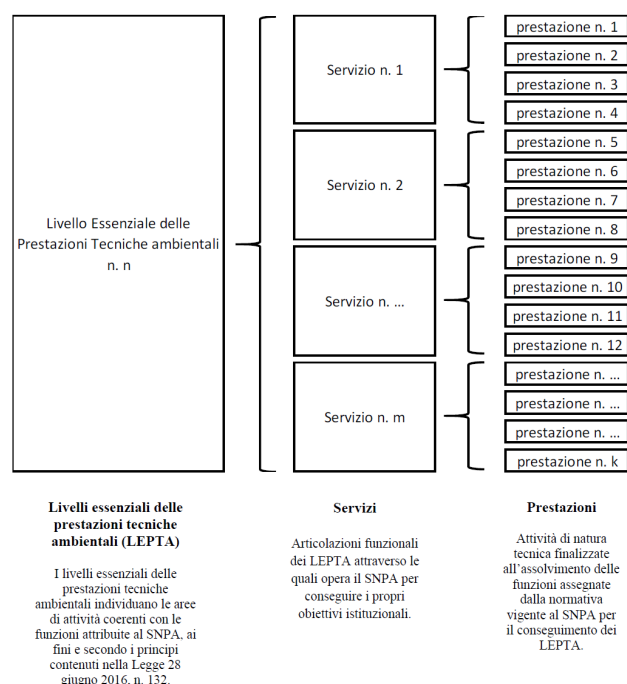 Livello Essenziale delle
Prestazioni Tecniche ambientali
n. n
Servizio n. 1
Servizio n. 2
Servizio n. ...
Servizio n. m
prestazione n. 1
prestazione n. 2
prestazione n. 3
prestazione n. 4
prestazione n. 5
prestazione n. 6
prestazione n. 7
prestazione n. 8
prestazione n. 9
prestazione n. 10
prestazione n. 11
prestazione n. 12
prestazione n. ...
prestazione n. ...
prestazione n. ...
prestazione n. k
Livelli essenziali delle
prestazioni tecniche
ambientali (LEPTA)
I livelli essenziali delle
prestazioni tecniche
ambientali individuano le aree
di attività coerenti con le
funzioni attribuite al SNPA, ai
fini e secondo i principi
contenuti nella Legge 28
giugno 2016, n. 132.
Servizi
Articolazioni funzionali
dei LEPTA attraverso le
quali opera il SNPA per
conseguire i propri
obiettivi istituzionali.
Prestazioni
Attività di natura
tecnica finalizzate
all’assolvimento delle
funzioni assegnate
dalla normativa
vigente al SNPA per
il conseguimento dei
LEPTA.